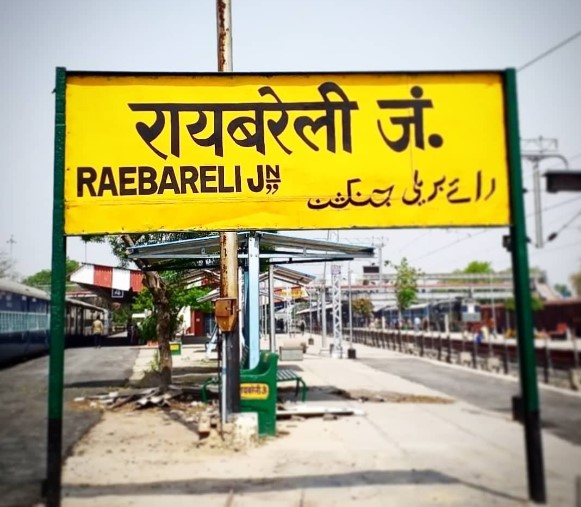 रायबरेली जं.
RAEBARELI JN
رائے بریلی جنکشن